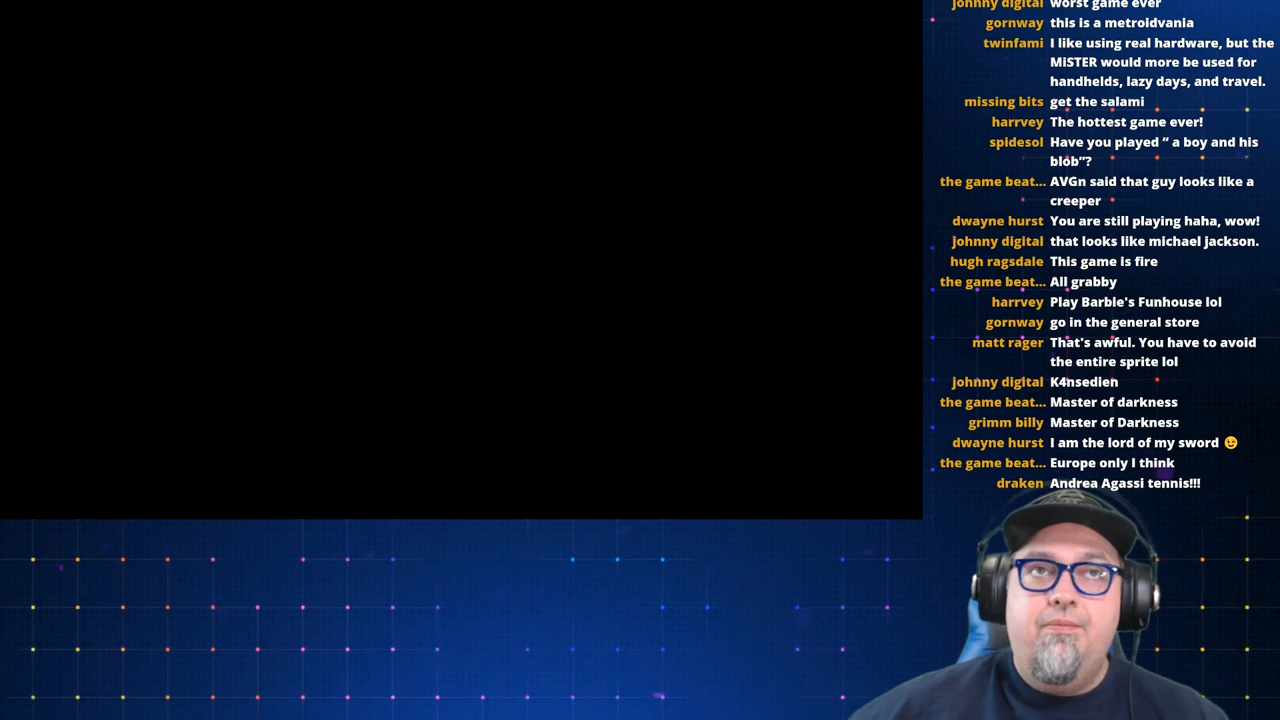 johnny digital worst game ever
gornway this is a metroidvania
twinfami I like using real hardware, but the
MiSTER would more be used for
handhelds, lazy days, and travel.
missing bits get the salami
harrvey The hottest game ever!
spidesol Have you played “ a boy and his
blob”?
the game beat... AVGn said that guy looks like a
creeper
dwayne hurst You are still playing haha, wow!
johnny digital that looks like michael jackson.
hugh ragsdale This game is fire
the game beat... All grabby
harrvey Play Barbie's Funhouse lol
gornway go in the general store
matt rager That's awful. You have to avoid
the entire sprite lol
johnny digital K4nsedien
the game beat... Master of darkness
grimm billy Master of Darkness
dwayne hurst I am the lord of my sword 😉
the game beat... Europe only I think
draken Andrea Agassi tennis!!!